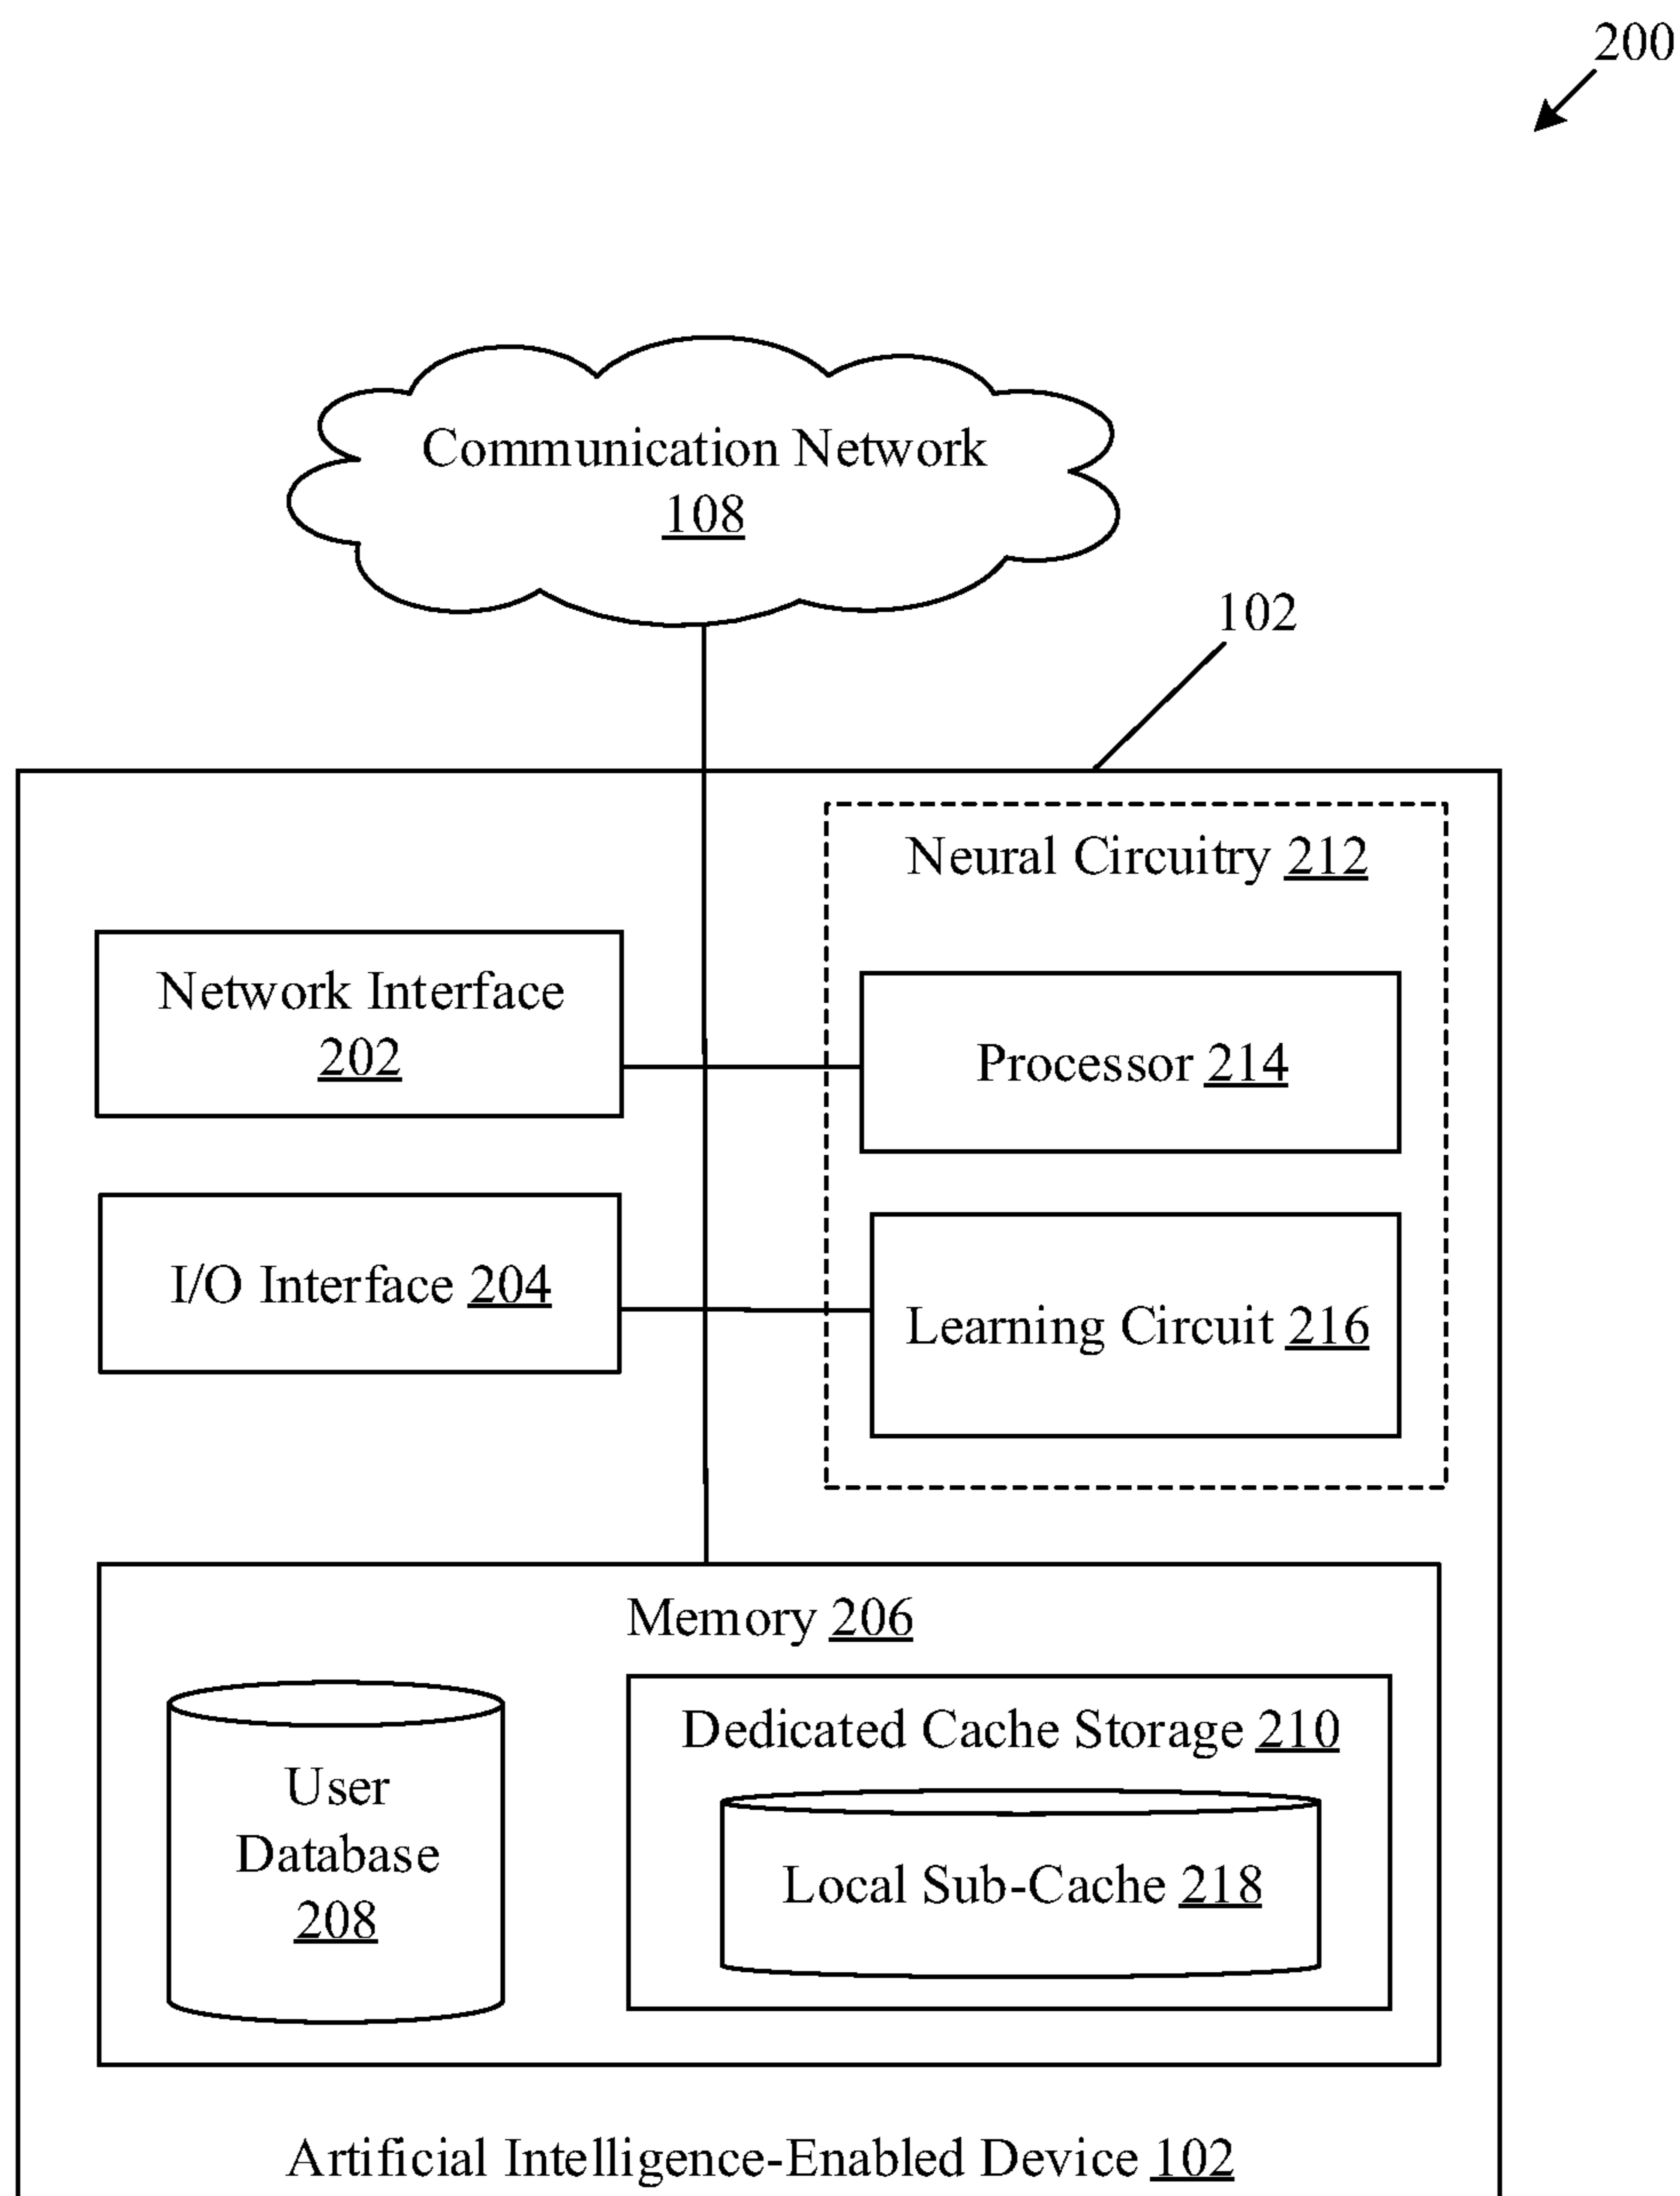 200
Communication Network
108
102
Neural Circuitry 212
Network Interface
202
Processor 214
I/O Interface 204
Learning Circuit 216
Memory 206
User
Database
208
Dedicated Cache Storage 210
Local Sub-Cache 218
Artificial Intelligence-Enabled Device 102